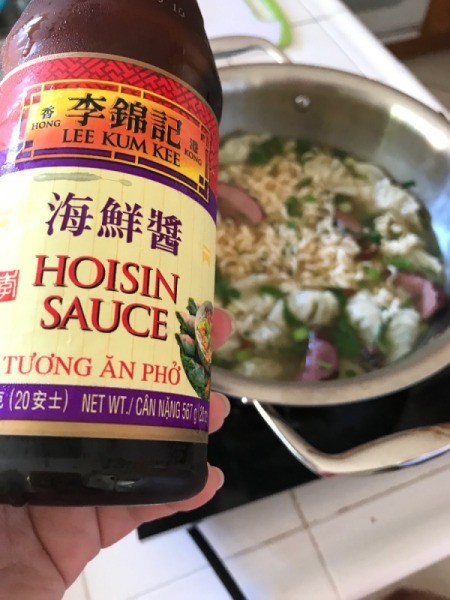 香 李錦記 港
HONG LEE KUM KEE KONG
海鮮醬
HOISIN
SAUCE
TƯƠNG ĂN PHỞ
克 (20安士) NET WT./ CÂN NẶNG 567 g